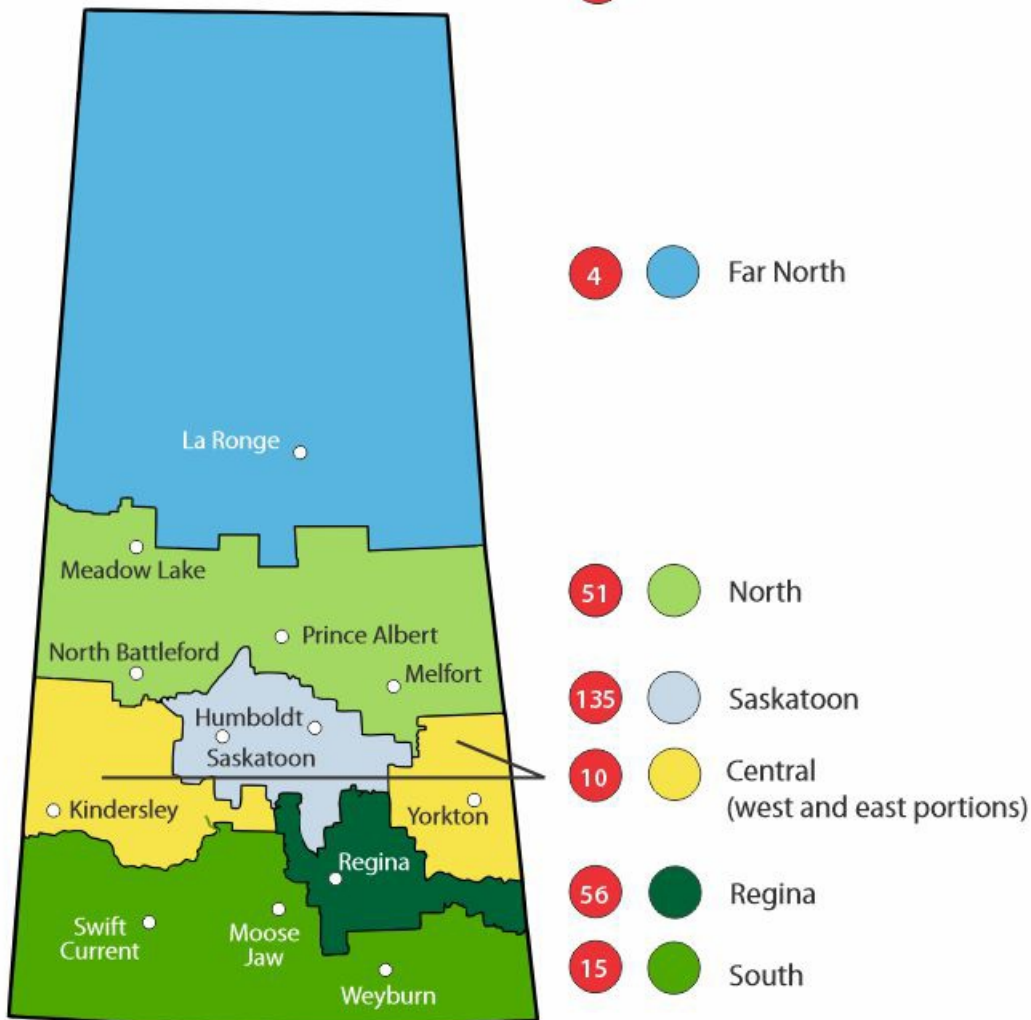 4 Far North
La Ronge
Meadow Lake
51 North
Prince Albert
North Battleford
Melfort
135 Saskatoon
Humboldt
Saskatoon
10 Central
(west and east portions)
Kindersley
Yorkton
Regina
56 Regina
Swift
Current
Moose
Jaw
15 South
Weyburn